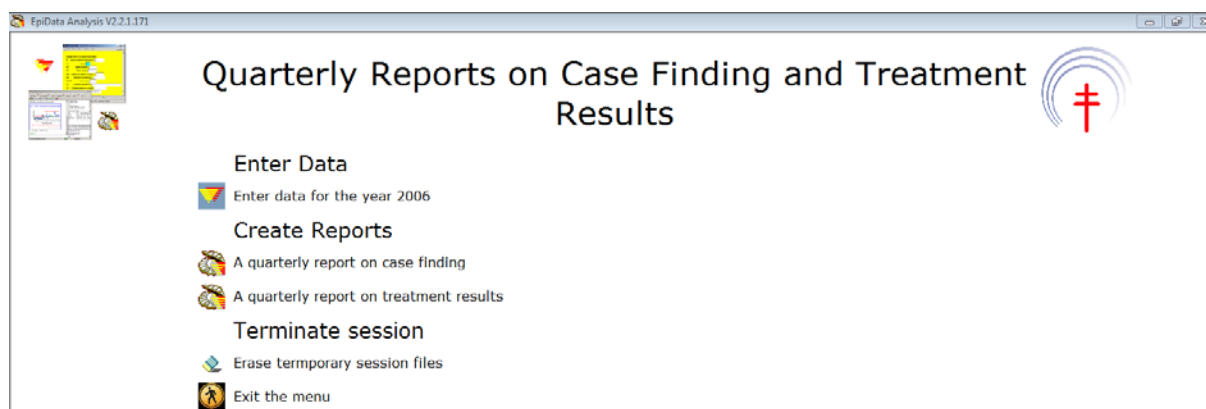 EpiData Analysis V2.2.1.171
Quarterly Reports on Case Finding and Treatment
Results
Enter Data
Enter data for the year 2006
Create Reports
A quarterly report on case finding
A quarterly report on treatment results
Terminate session
Erase termporary session files
Exit the menu